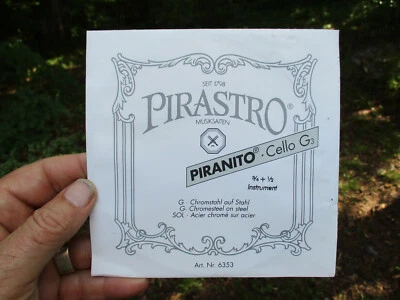 SEIT 1798
PIRASTRO®
MUSIKSAITEN
PIRANITO® · Cello G3
¾ + ½
Instrument
G - Chromstahl auf Stahl
G - Chromesteel on steel
SOL - Acier chromé sur acier
Art. Nr. 6353